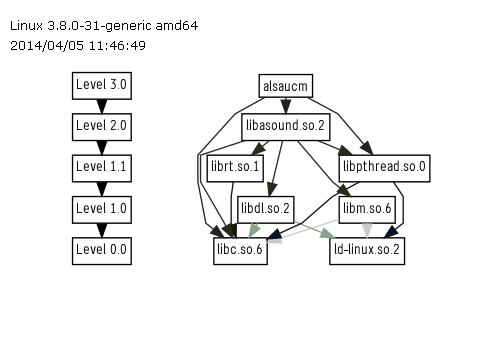 Linux 3.8.0-31-generic amd64
2014/04/05 11:46:49
Level 3.0
alsaucm
Level 2.0
libasound.so.2
Level 1.1
librt.so.1
libpthread.so.0
Level 1.0
libdl.so.2
libm.so.6
Level 0.0
libc.so.6
ld-linux.so.2